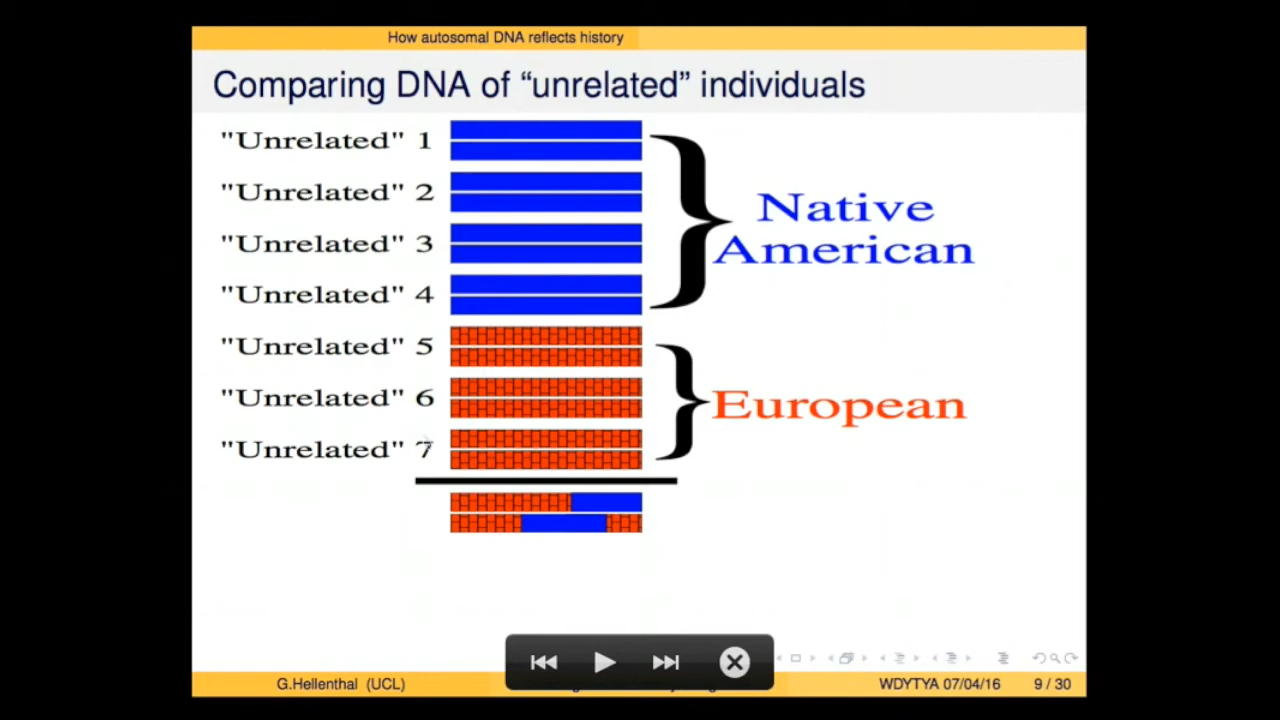 How autosomal DNA reflects history
Comparing DNA of “unrelated” individuals
"Unrelated" 1
"Unrelated" 2
"Unrelated" 3
"Unrelated" 4
"Unrelated" 5
"Unrelated" 6
"Unrelated" 7
Native
American
European
G.Hellenthal (UCL)
WDYTYA 07/04/16
9 / 30